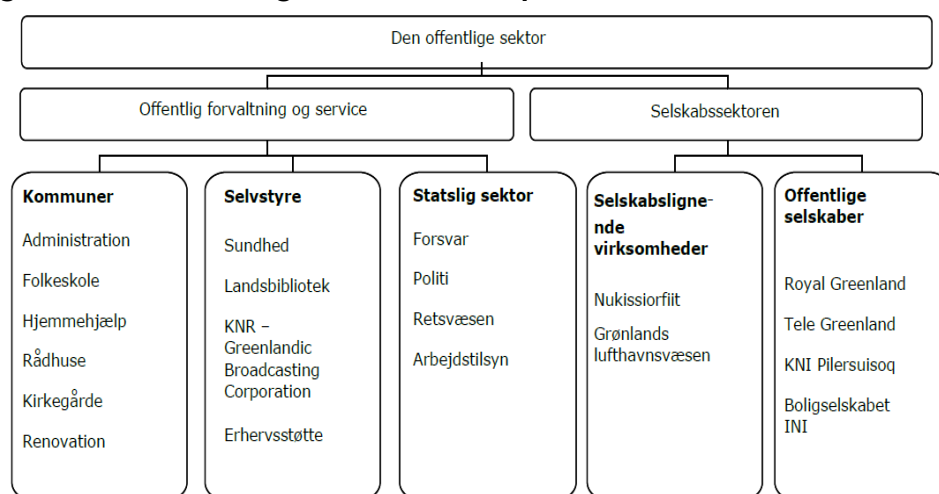 Den offentlige sektor
Offentlig forvaltning og service
Selskabssektoren
Kommuner
Administration
Folkeskole
Hjemmehjælp
Rådhuse
Kirkegårde
Renovation
Selvstyre
Sundhed
Landsbibliotek
KNR –
Greenlandic
Broadcasting
Corporation
Erhervsstøtte
Statslig sektor
Forsvar
Politi
Retsvæsen
Arbejdstilsyn
Selskabsligne-
nde
virksomheder
Nukissiorfiit
Grønlands
lufthavnsvæsen
Offentlige
selskaber
Royal Greenland
Tele Greenland
KNI Pilersuisoq
Boligselskabet
INI